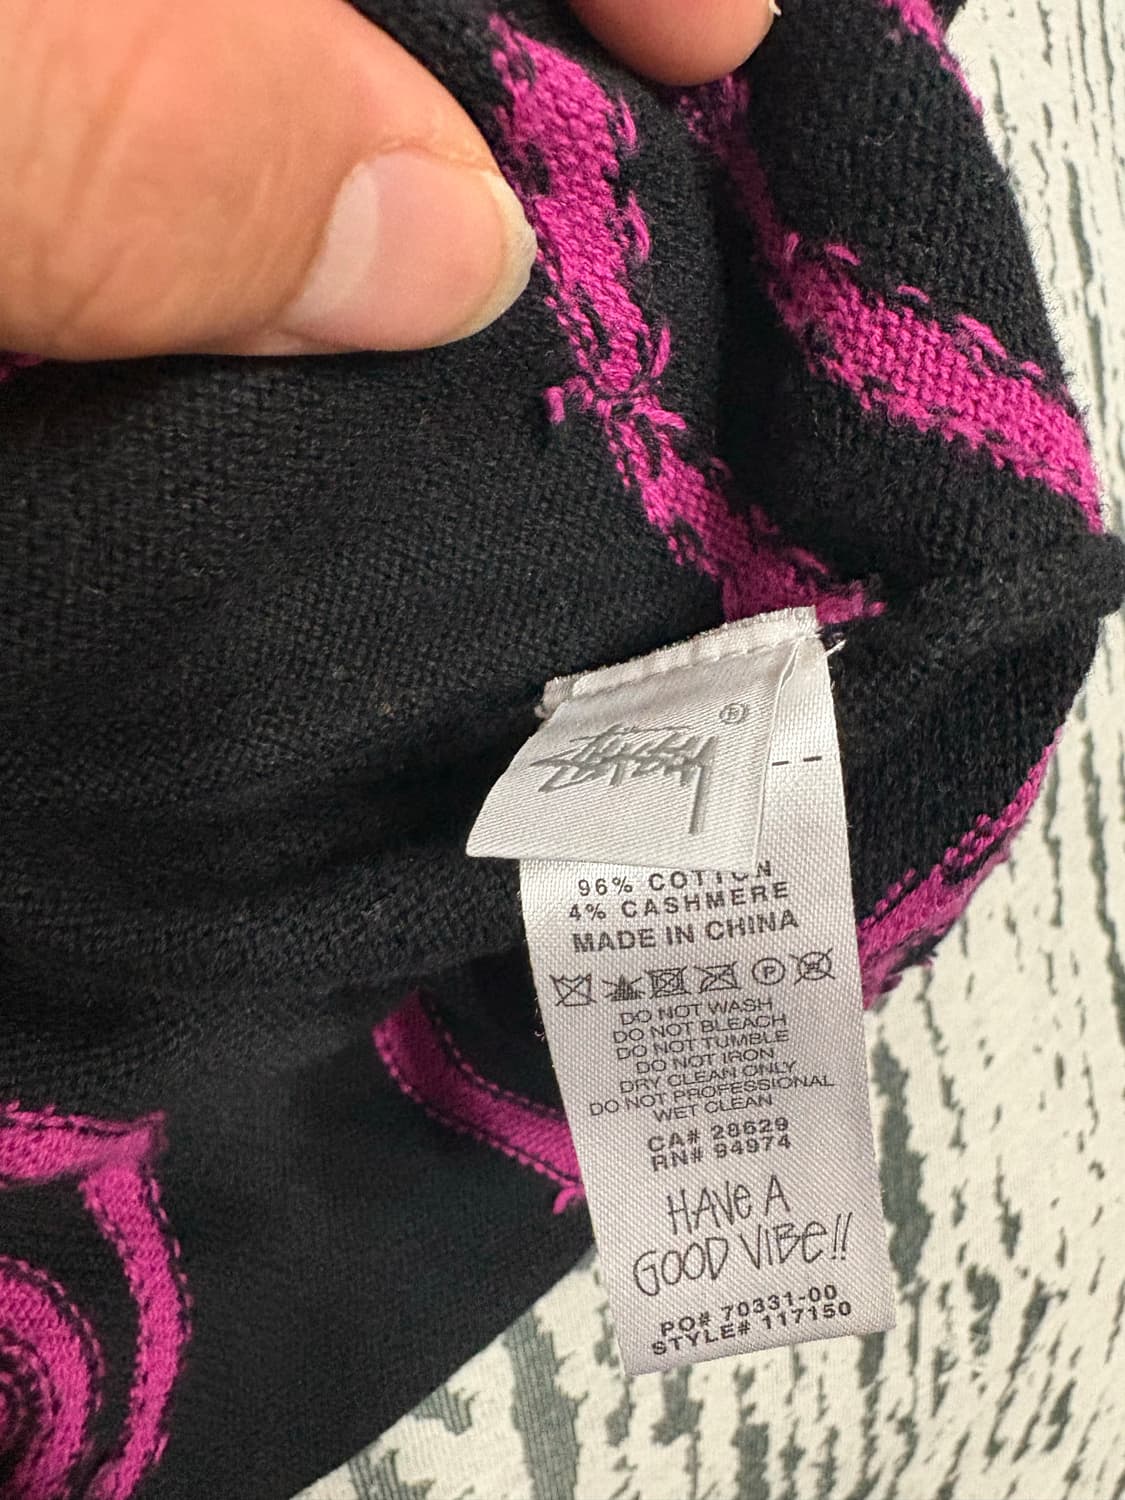 Stüssy ®
96% COTTON
4% CASHMERE
MADE IN CHINA
P
DO NOT WASH
DO NOT BLEACH
DO NOT TUMBLE
DO NOT IRON
DRY CLEAN ONLY
DO NOT PROFESSIONAL
WET CLEAN
CA# 28629
RN# 94974
HAVE A
GOOD VIBE!!
PO# 70331-00
STYLE# 117150